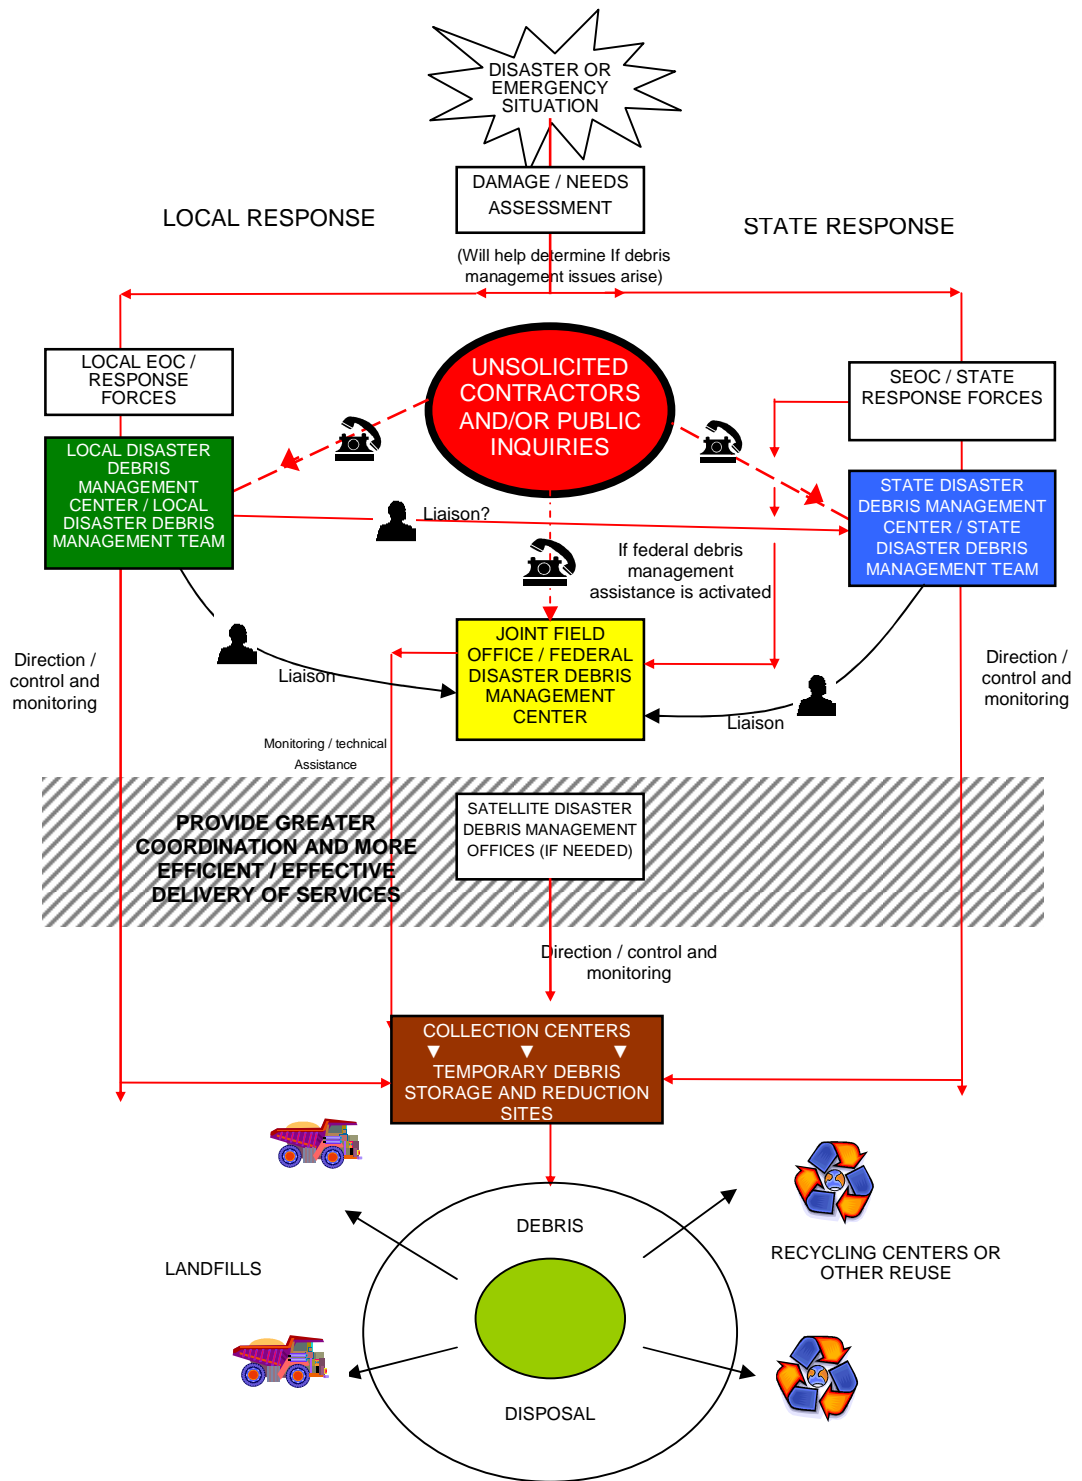 DISASTER OR
EMERGENCY
SITUATION
DAMAGE / NEEDS
ASSESSMENT
LOCAL RESPONSE
STATE RESPONSE
(Will help determine If debris
management issues arise)
LOCAL EOC /
RESPONSE
FORCES
UNSOLICITED
CONTRACTORS
AND/OR PUBLIC
INQUIRIES
SEOC / STATE
RESPONSE FORCES
LOCAL DISASTER
DEBRIS
MANAGEMENT
CENTER / LOCAL
DISASTER DEBRIS
MANAGEMENT TEAM
STATE DISASTER
DEBRIS MANAGEMENT
CENTER / STATE
DISASTER DEBRIS
MANAGEMENT TEAM
Liaison?
If federal debris
management
assistance is activated
JOINT FIELD
OFFICE / FEDERAL
DISASTER DEBRIS
MANAGEMENT
CENTER
Direction /
control and
monitoring
Liaison
Liaison
Direction /
control and
monitoring
Monitoring / technical
Assistance
PROVIDE GREATER
COORDINATION AND MORE
EFFICIENT / EFFECTIVE
DELIVERY OF SERVICES
SATELLITE DISASTER
DEBRIS MANAGEMENT
OFFICES (IF NEEDED)
Direction / control and
monitoring
COLLECTION CENTERS
TEMPORARY DEBRIS
STORAGE AND REDUCTION
SITES
DEBRIS
LANDFILLS
RECYCLING CENTERS OR
OTHER REUSE
DISPOSAL